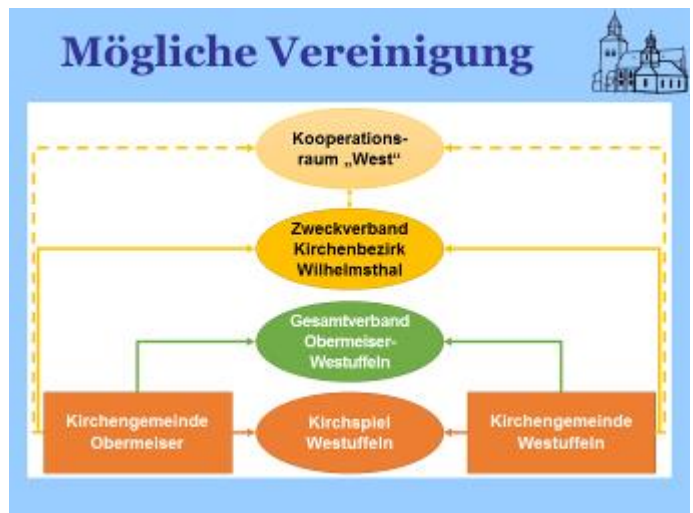 Mögliche Vereinigung
Kooperations-
raum „West“
Zweckverband
Kirchenbezirk
Wilhelmsthal
Gesamtverband
Obermeiser-
Westuffeln
Kirchengemeinde
Obermeiser
Kirchspiel
Westuffeln
Kirchengemeinde
Westuffeln